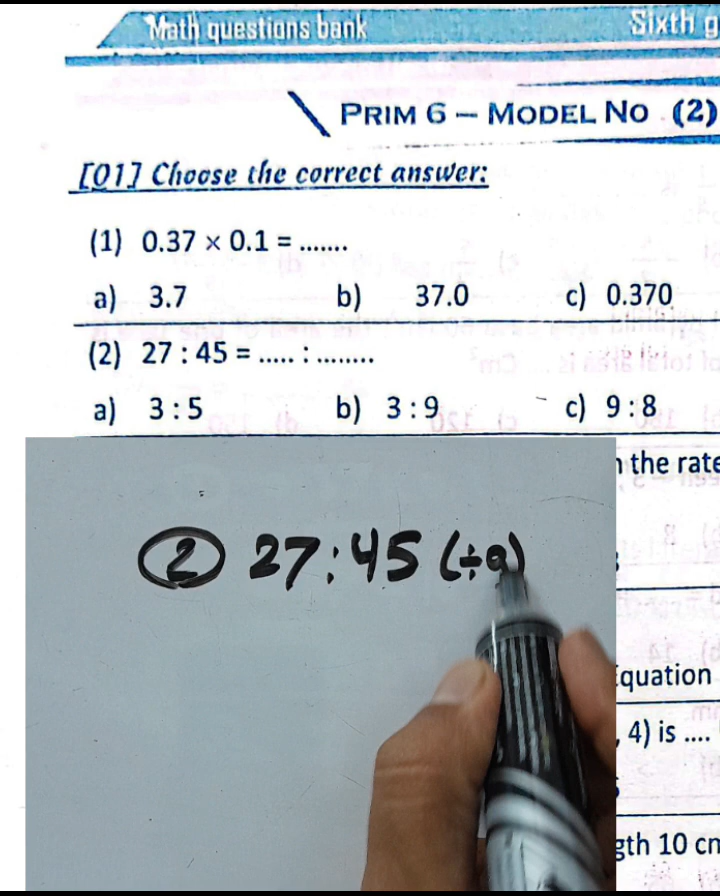 Math questions bank Sixth g
PRIM 6 – MODEL NO (2)
[Q1] Choose the correct answer:
(1) 0.37 × 0.1 = .......
a) 3.7 b) 37.0 c) 0.370
(2) 27 : 45 = ..... : ........
a) 3 : 5 b) 3 : 9 c) 9 : 8
the rate
② 27:45 (÷9)
Equation
, 4) is ....
gth 10 cm